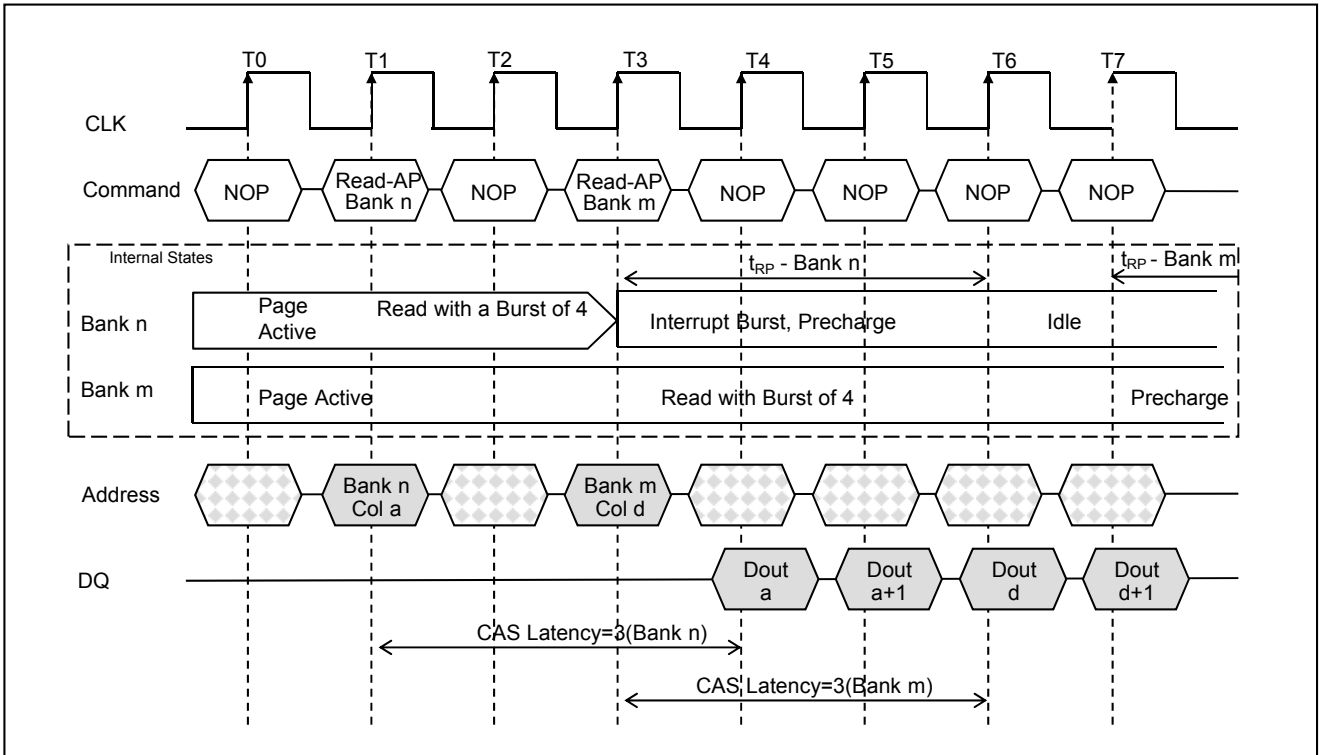 T0 T1 T2 T3 T4 T5 T6 T7
CLK
Command
NOP
Read-AP
Bank n
NOP
Read-AP
Bank m
NOP
NOP
NOP
NOP
Internal States
tRP - Bank n
tRP - Bank m
Bank n
Page
Active
Read with a Burst of 4
Interrupt Burst, Precharge
Idle
Bank m
Page Active
Read with Burst of 4
Precharge
Address
Bank n
Col a
Bank m
Col d
DQ
Dout
a
Dout
a+1
Dout
d
Dout
d+1
CAS Latency=3(Bank n)
CAS Latency=3(Bank m)